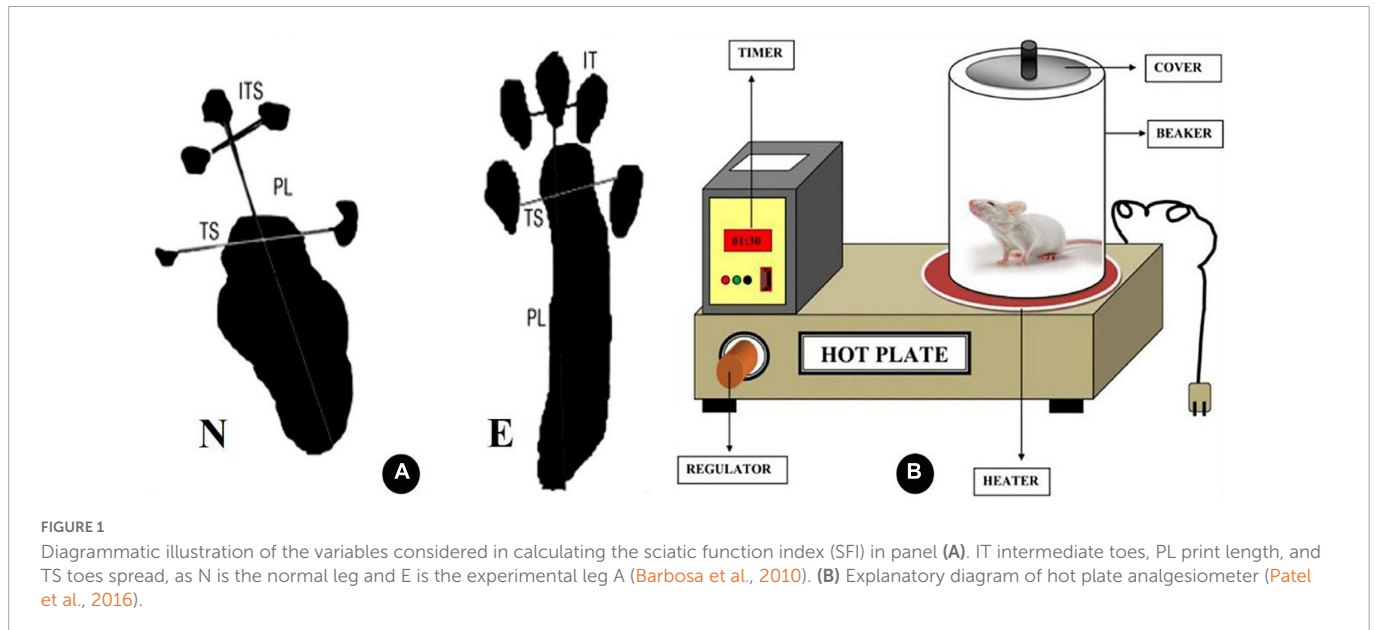 ITS
PL
TS
N
IT
TS
PL
E
A
TIMER
COVER
BEAKER
01:30
HOT PLATE
REGULATOR
HEATER
B
FIGURE 1
Diagrammatic illustration of the variables considered in calculating the sciatic function index (SFI) in panel (A). IT intermediate toes, PL print length, and
TS toes spread, as N is the normal leg and E is the experimental leg A (Barbosa et al., 2010). (B) Explanatory diagram of hot plate analgesiometer (Patel
et al., 2016).